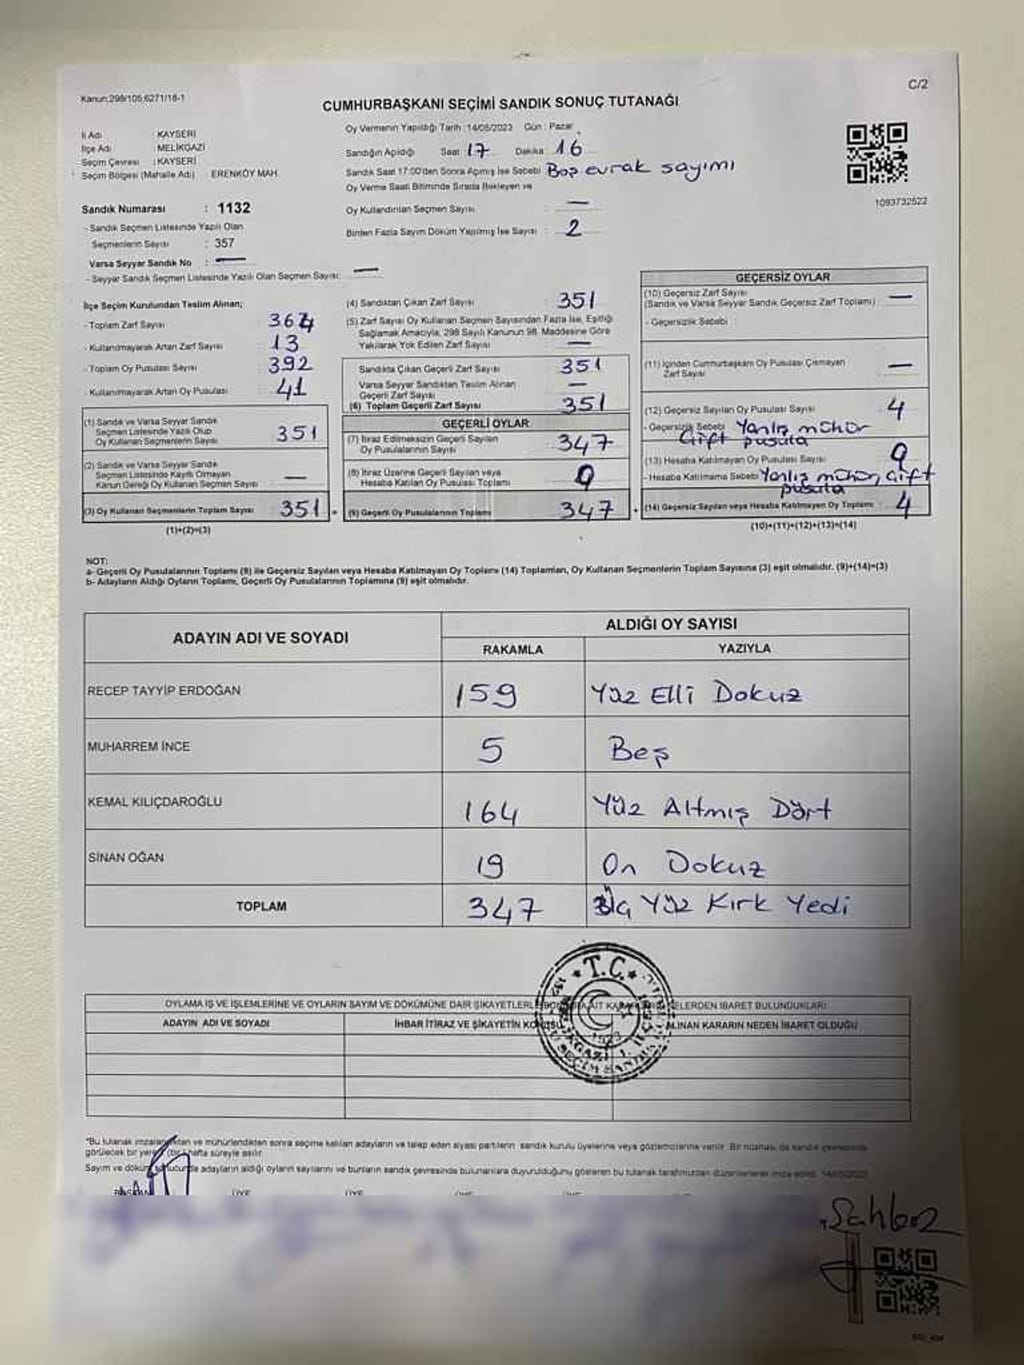 Kanun:298/105;6271/18-1
C/2
CUMHURBAŞKANI SEÇİMİ SANDIK SONUÇ TUTANAĞI
İl Adı : KAYSERİ
İlçe Adı : MELİKGAZİ
Seçim Çevresi : KAYSERİ
Seçim Bölgesi (Mahalle Adı) : ERENKÖY MAH.
Sandık Numarası : 1132
- Sandık Seçmen Listesinde Yazılı Olan
Seçmenlerin Sayısı : 357
Varsa Seyyar Sandık No : —
- Seyyar Sandık Seçmen Listesinde Yazılı Olan Seçmen Sayısı: —
Oy Vermenin Yapıldığı Tarih :14/05/2023 Gün : Pazar
Sandığın Açıldığı Saat : 17 Dakika : 16
Sandık Saat 17:00'den Sonra Açılmış İse Sebebi : Boş evrak sayımı
Oy Verme Saati Bitiminde Sırada Bekleyen ve
Oy Kullandırılan Seçmen Sayısı : —
Birden Fazla Sayım Döküm Yapılmış İse Sayısı : 2
1093732522
İlçe Seçim Kurulundan Teslim Alınan;
- Toplam Zarf Sayısı : 364
- Kullanılmayarak Artan Zarf Sayısı : 13
- Toplam Oy Pusulası Sayısı : 392
- Kullanılmayarak Artan Oy Pusulası : 41
(1) Sandık ve Varsa Seyyar Sandık
Seçmen Listesinde Yazılı Olup
Oy Kullanan Seçmenlerin Sayısı : 351
(2) Sandık ve Varsa Seyyar Sandık
Seçmen Listesinde Kayıtlı Olmayan
Kanun Gereği Oy Kullanan Seçmen Sayısı : —
(3) Oy Kullanan Seçmenlerin Toplam Sayısı : 351
(1)+(2)=(3)
(4) Sandıktan Çıkan Zarf Sayısı : 351
(5) Zarf Sayısı Oy Kullanan Seçmen Sayısından Fazla İse, Eşitliği
Sağlamak Amacıyla, 298 Sayılı Kanunun 98. Maddesine Göre
Yakılarak Yok Edilen Zarf Sayısı : —
Sandıkta Çıkan Geçerli Zarf Sayısı : 351
Varsa Seyyar Sandıktan Teslim Alınan
Geçerli Zarf Sayısı : —
(6) Toplam Geçerli Zarf Sayısı : 351
GEÇERLİ OYLAR
(7) İtiraz Edilmeksizin Geçerli Sayılan
Oy Pusulalarının Sayısı : 347
(8) İtiraz Üzerine Geçerli Sayılan veya
Hesaba Katılan Oy Pusulası Toplamı : 0
(9) Geçerli Oy Pusulalarının Toplamı : 347
GEÇERSİZ OYLAR
(10) Geçersiz Zarf Sayısı
(Sandık ve Varsa Seyyar Sandık Geçersiz Zarf Toplamı) : —
- Geçersizlik Sebebi :
(11) İçinden Cumhurbaşkanı Oy Pusulası Çıkmayan
Zarf Sayısı : —
(12) Geçersiz Sayılan Oy Pusulası Sayısı : 4
- Geçersizlik Sebebi : Yanlış mühür
Çift pusula
(13) Hesaba Katılmayan Oy Pusulası Sayısı : 0
- Hesaba Katılmama Sebebi : Yanlış mühür, çift
pusula
(14) Geçersiz Sayılan veya Hesaba Katılmayan Oy Toplamı : 4
(10)+(11)+(12)+(13)=(14)
NOT:
a- Geçerli Oy Pusulalarının Toplamı (9) ile Geçersiz Sayılan veya Hesaba Katılmayan Oy Toplamı (14) Toplamları, Oy Kullanan Seçmenlerin Toplam Sayısına (3) eşit olmalıdır. (9)+(14)=(3)
b- Adayların Aldığı Oyların Toplamı, Geçerli Oy Pusulalarının Toplamına (9) eşit olmalıdır.
ADAYIN ADI VE SOYADI
ALDIĞI OY SAYISI
RAKAMLA YAZIYLA
RECEP TAYYİP ERDOĞAN 159 Yüz Elli Dokuz
MUHARREM İNCE 5 Beş
KEMAL KILIÇDAROĞLU 164 Yüz Altmış Dört
SİNAN OĞAN 19 On Dokuz
TOPLAM 347 Üç Yüz Kırk Yedi
T.C.
OYLAMA İŞ VE İŞLEMLERİNE VE OYLARIN SAYIM VE DÖKÜMÜNE DAİR ŞİKAYETLERLE
ELERDEN İBARET BULUNDUKLARI
ADAYIN ADI VE SOYADI İHBAR İTİRAZ VE ŞİKAYETİN KONUSU ALINAN KARARIN NEDEN İBARET OLDUĞU
*Bu tutanak imzalandıktan ve mühürlendikten sonra seçime katılan adayların ve talep eden siyasi partilerin sandık kurulu üyelerine veya gözlemcilerine verilir. Bir nüshası da sandık çevresinde
görülecek bir yere (bir) hafta süreyle asılır.
Sayım ve döküm sonucunda adayların aldığı oyların sayılarını ve bunların sandık çevresinde bulunanlara duyurulduğunu gösteren bu tutanak tarafımızdan düzenlenerek imza edildi. 14/05/2023
BAŞKAN ÜYE ÜYE ÜYE ÜYE